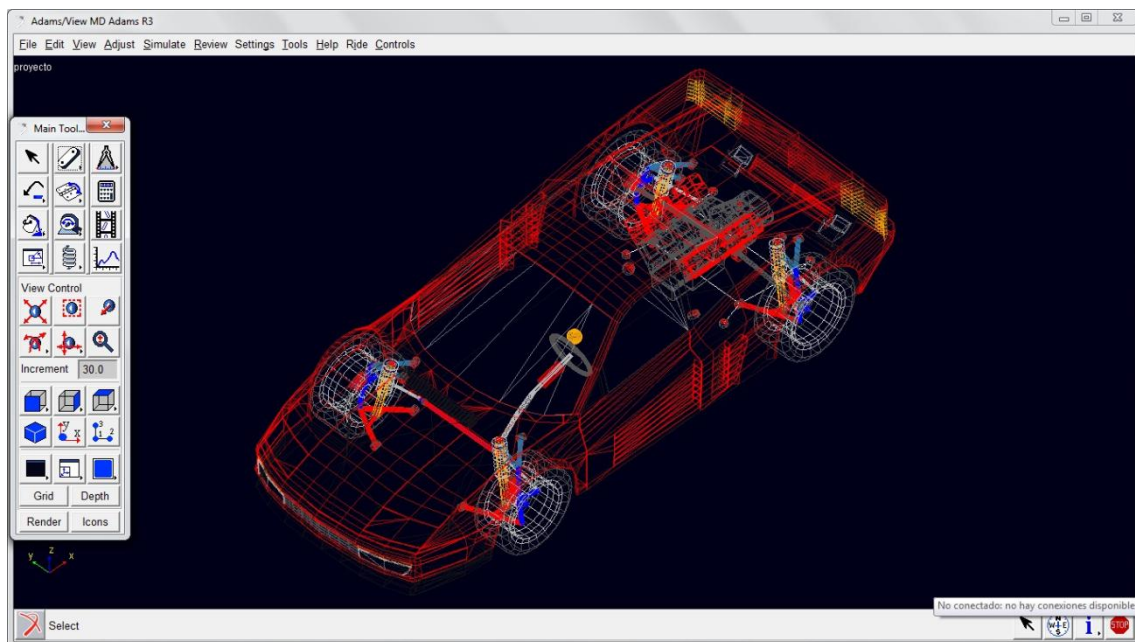 Adams/View MD Adams R3
File Edit View Adjust Simulate Review Settings Tools Help Ride Controls
proyecto
Main Tool...
View Control
Increment 30.0
Grid Depth
Render Icons
y z x
No conectado: no hay conexiones disponible
Select
STOP